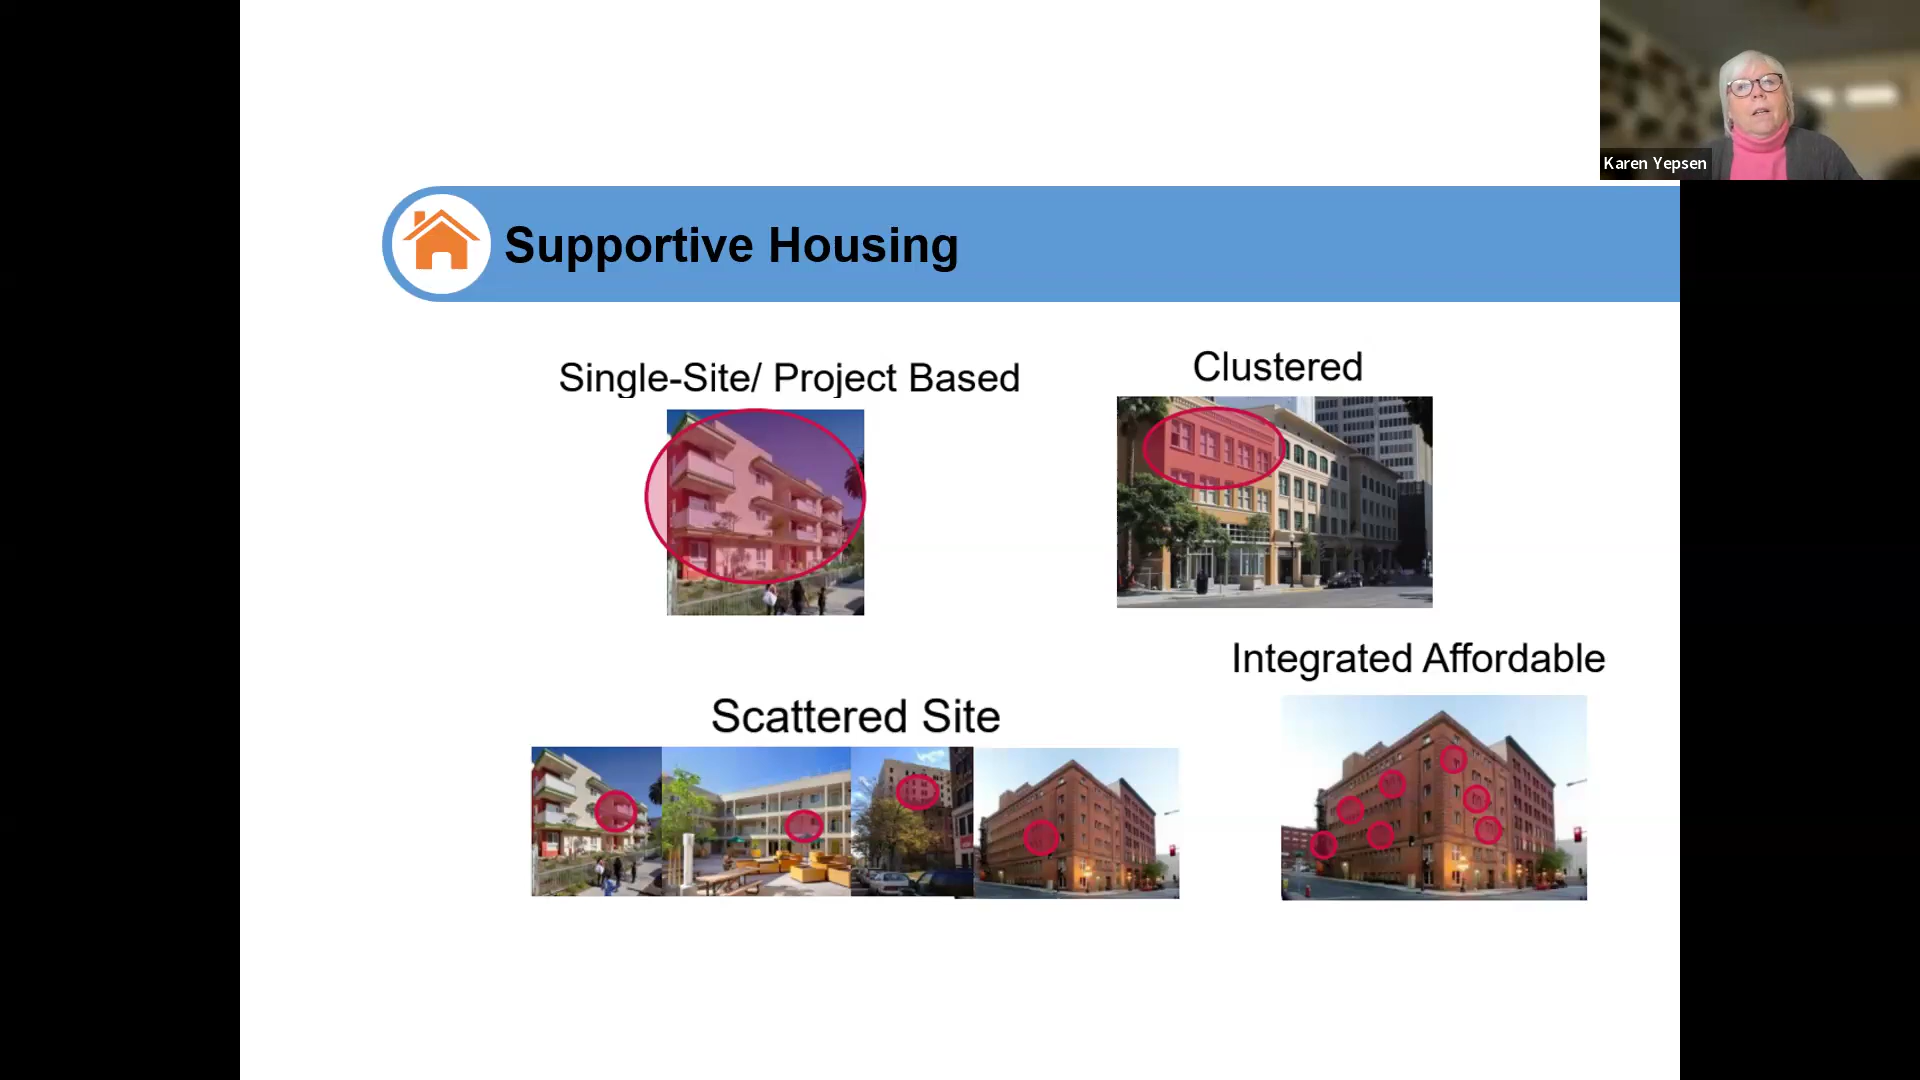 Karen Yepsen
Supportive Housing
Single-Site/ Project Based
Clustered
Integrated Affordable
Scattered Site